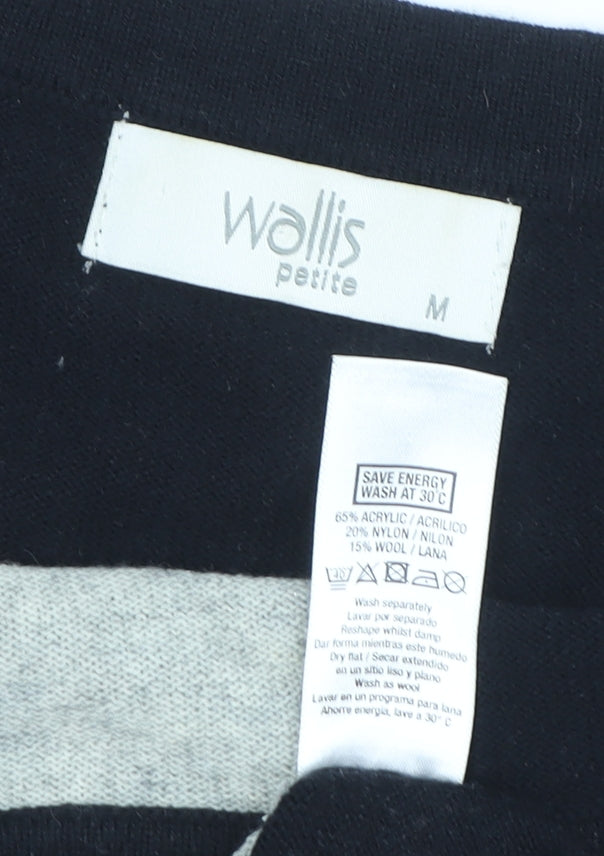 wallis
petite
M
SAVE ENERGY
WASH AT 30°C
65% ACRYLIC / ACRILICO
20% NYLON / NILON
15% WOOL / LANA
Wash separately
Lavar por separado
Reshape whilst damp
Dar forma mientras este humedo
Dry flat / Secar extendido
en un sitio liso y plano
Wash as wool
Lavar en un programa para lana
Ahorre energia, lave a 30° C